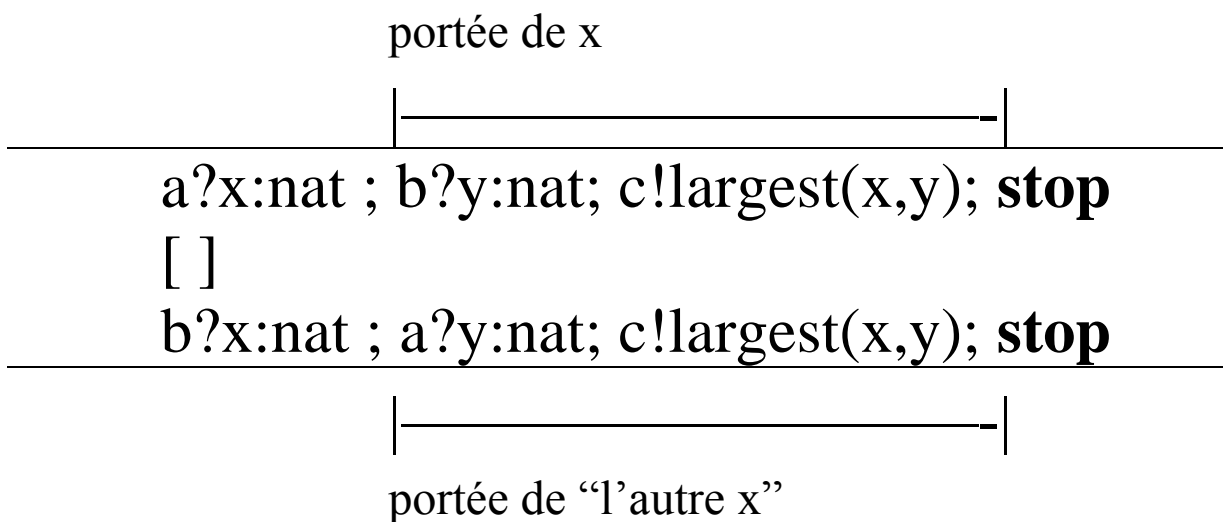 portée de x
a?x:nat ; b?y:nat; c!largest(x,y); stop
[ ]
b?x:nat ; a?y:nat; c!largest(x,y); stop
portée de “l’autre x”